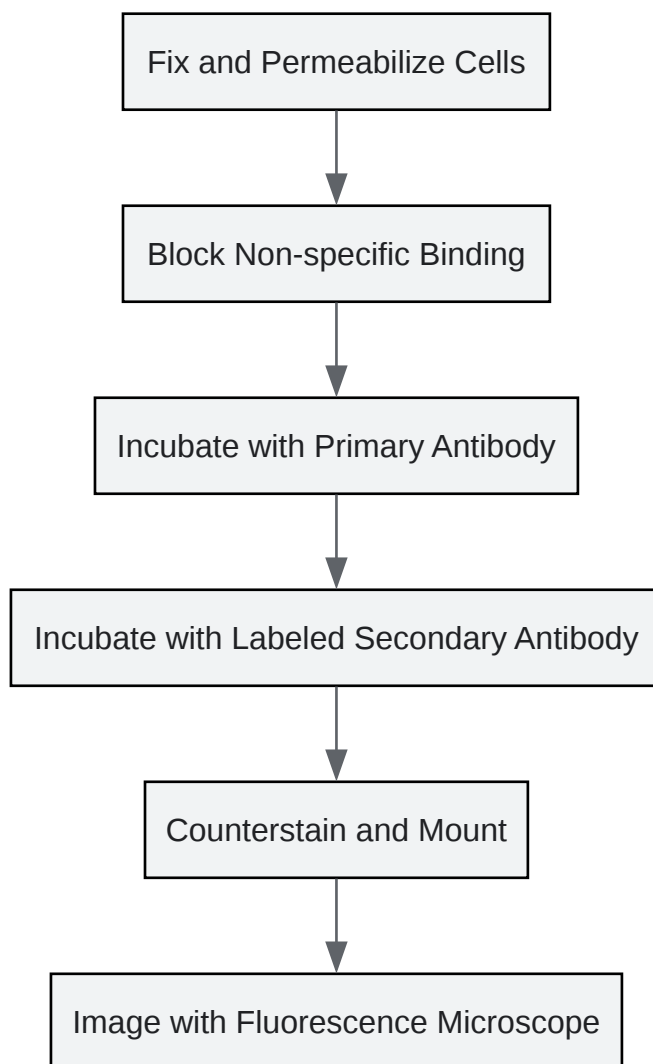 Fix and Permeabilize Cells
Block Non-specific Binding
Incubate with Primary Antibody
Incubate with Labeled Secondary Antibody
Counterstain and Mount
Image with Fluorescence Microscope